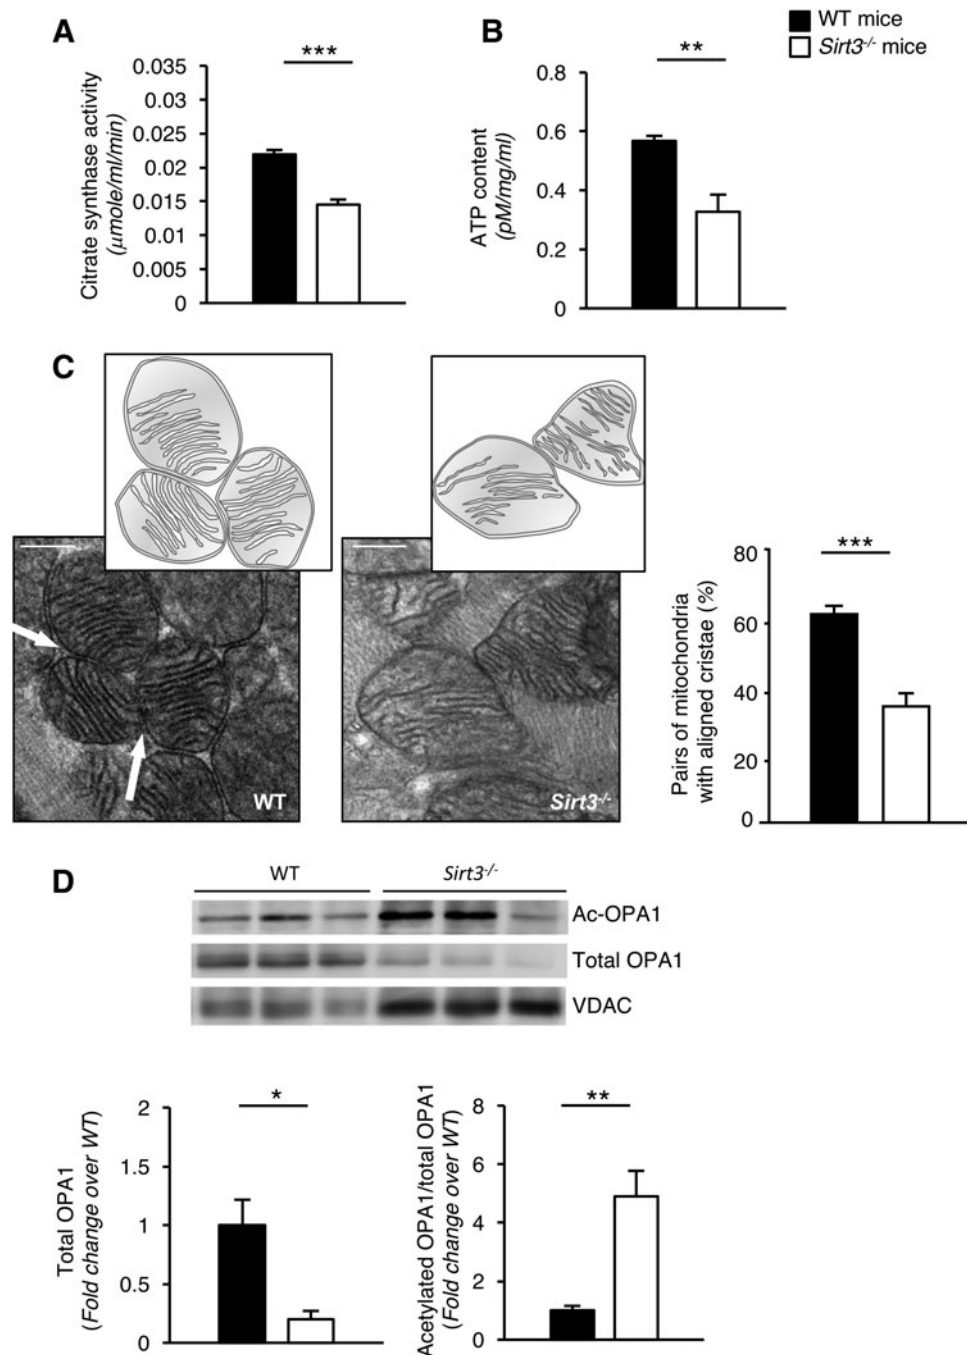 A
B
WT mice
Sirt3-/- mice
***
**
Citrate synthase activity
(µmole/ml/min)
0.035
0.03
0.025
0.02
0.015
0.01
0.005
0
ATP content
(pM/mg/ml)
0.8
0.6
0.4
0.2
0
C
WT
Sirt3-/-
***
Pairs of mitochondria
with aligned cristae (%)
80
60
40
20
0
D
WT
Sirt3-/-
Ac-OPA1
Total OPA1
VDAC
*
Total OPA1
(Fold change over WT)
2
1.5
1
0.5
0
**
Acetylated OPA1/total OPA1
(Fold change over WT)
8
6
4
2
0